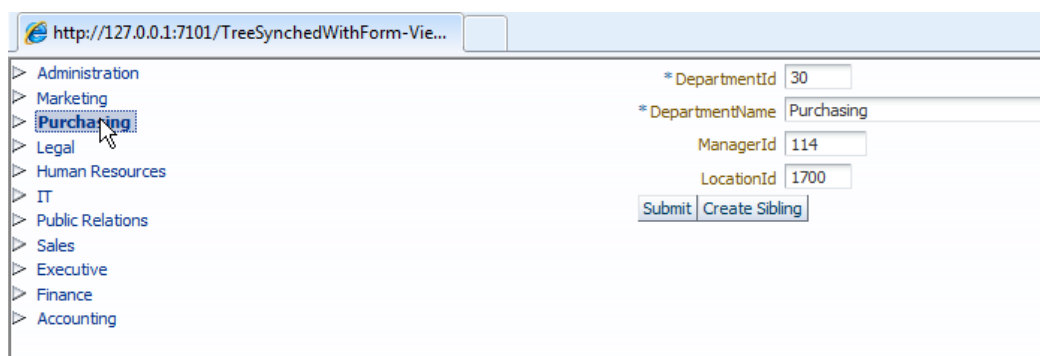 http://127.0.0.1:7101/TreeSynchedWithForm-Vie...
Administration
Marketing
Purchasing
Legal
Human Resources
IT
Public Relations
Sales
Executive
Finance
Accounting
* DepartmentId 30
* DepartmentName Purchasing
ManagerId 114
LocationId 1700
Submit Create Sibling